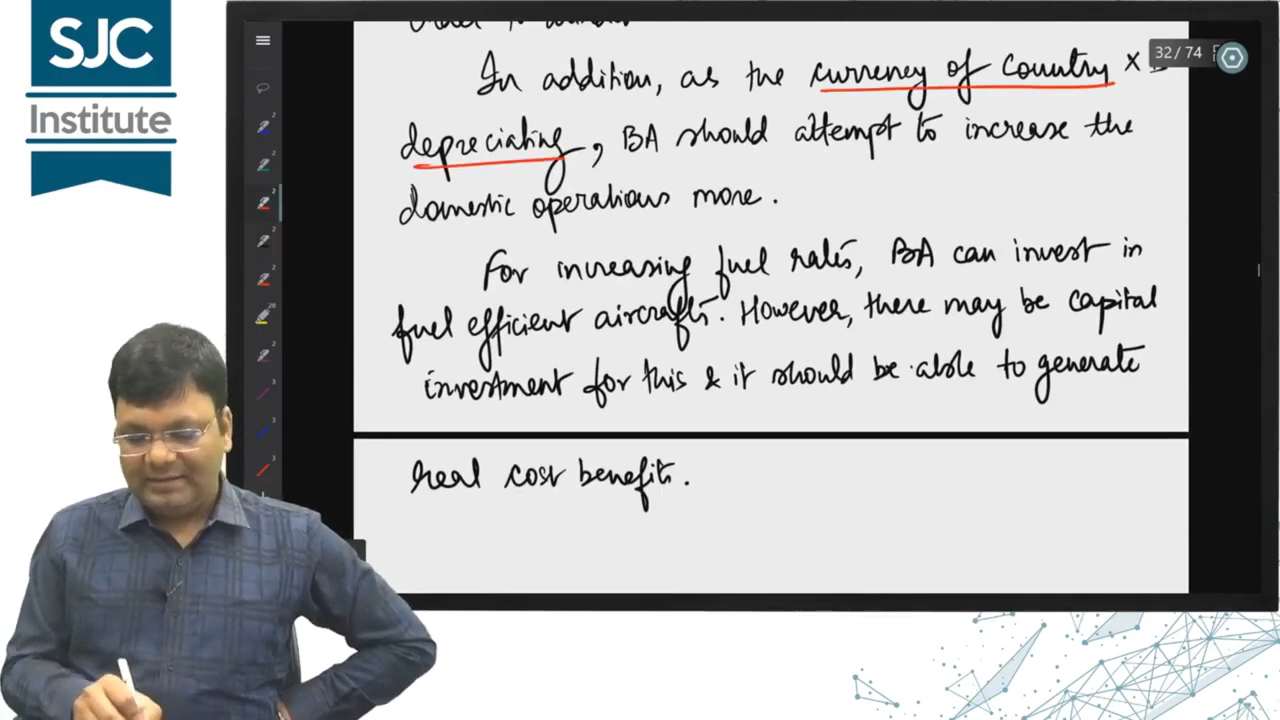 SJC
Institute
32/74
In addition, as the currency of Country X
depreciating, BA should attempt to increase the
domestic operations more.
For increasing fuel rates, BA can invest in
fuel efficient aircrafts. However, there may be capital
investment for this & it should be able to generate
real cost benefits.